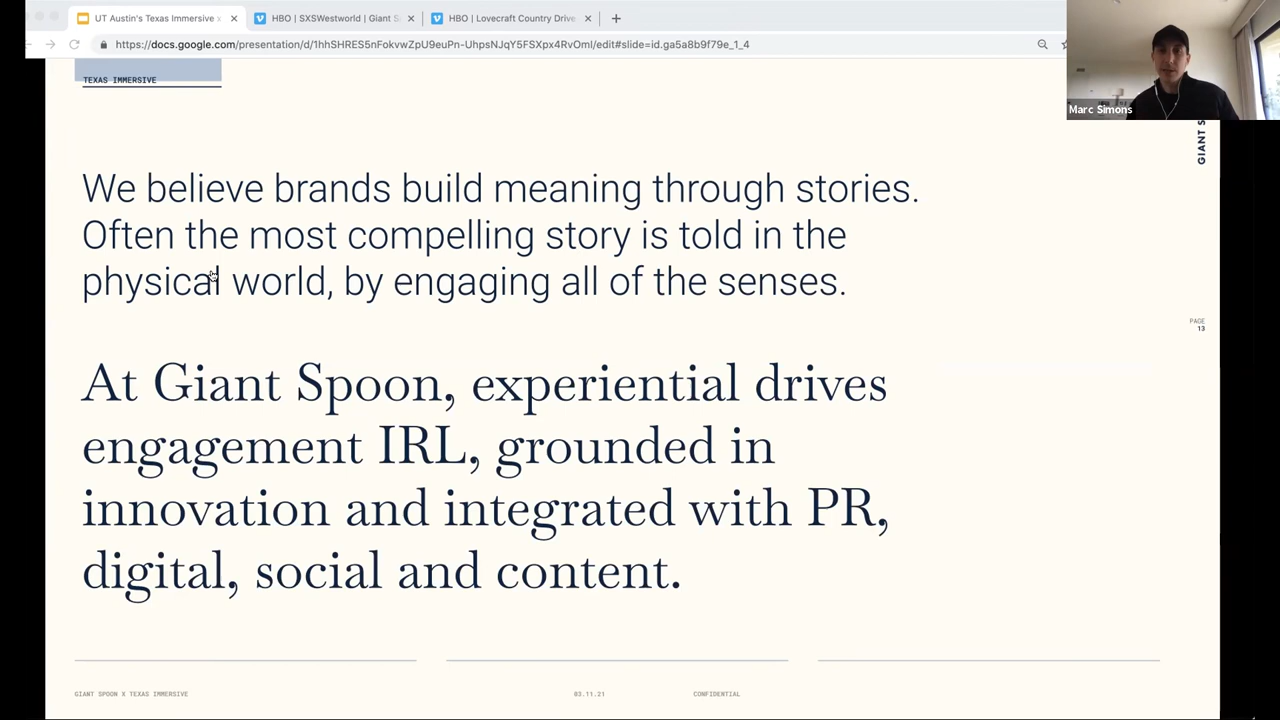 UT Austin's Texas Immersive x
HBO | SXSWestworld | Giant S
HBO | Lovecraft Country Drive
https://docs.google.com/presentation/d/1hhSHRES5nFokvwZpU9euPn-UhpsNJqY5FSXpx4RvOmI/edit#slide=id.ga5a8b9f79e_1_4
Marc Simons
TEXAS IMMERSIVE
GIANT S
We believe brands build meaning through stories.
Often the most compelling story is told in the
physical world, by engaging all of the senses.
PAGE
13
At Giant Spoon, experiential drives
engagement IRL, grounded in
innovation and integrated with PR,
digital, social and content.
GIANT SPOON X TEXAS IMMERSIVE
03.11.21
CONFIDENTIAL